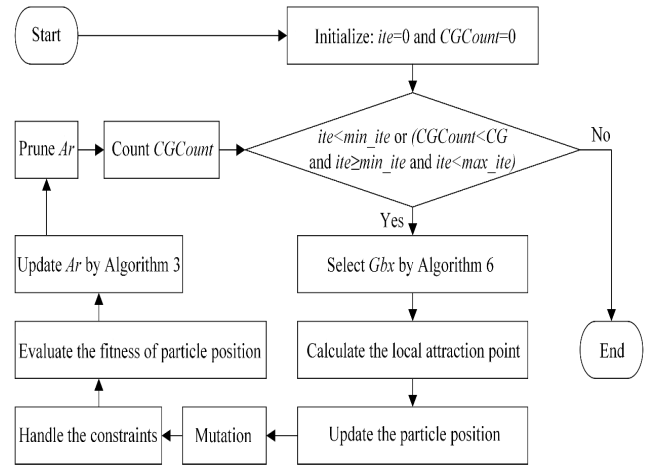 Start
Initialize: ite=0 and CGCount=0
ite<min_ite or (CGCount<CG
and ite≥min_ite and ite<max_ite)
No
Yes
Select Gbx by Algorithm 6
Calculate the local attraction point
Update the particle position
Mutation
Handle the constraints
Evaluate the fitness of particle position
Update Ar by Algorithm 3
Prune Ar
Count CGCount
End